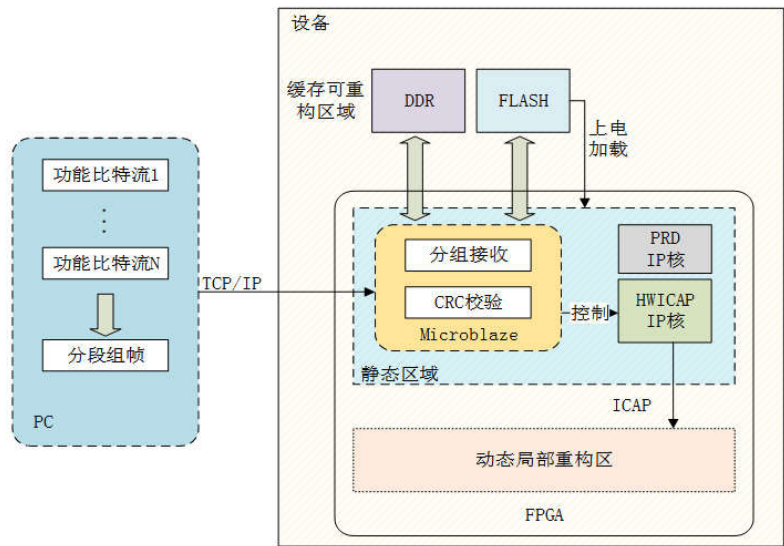 设备
缓存可重
构区域
DDR
FLASH
上电
加载
功能比特流1
功能比特流N
分段组帧
PC
TCP/IP
分组接收
CRC校验
Microblaze
控制
PRD
IP核
HWICAP
IP核
静态区域
ICAP
动态局部重构区
FPGA